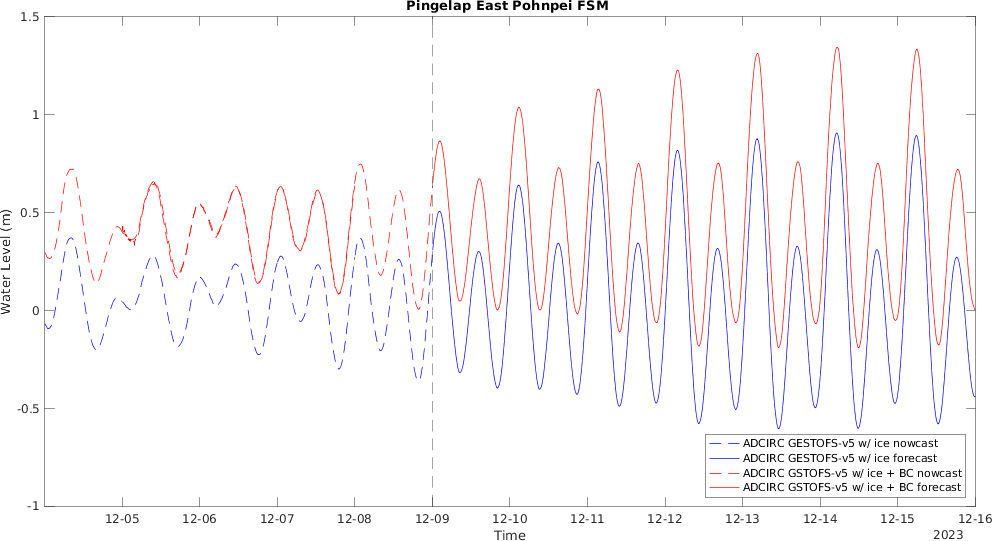 Pingelap East Pohnpei FSM
1.5
1
0.5
0
-0.5
-1
Water Level (m)
12-05 12-06 12-07 12-08 12-09 12-10 12-11 12-12 12-13 12-14 12-15 12-16
Time
2023
ADCIRC GESTOFS-v5 w/ ice nowcast
ADCIRC GESTOFS-v5 w/ ice forecast
ADCIRC GSTOFS-v5 w/ ice + BC nowcast
ADCIRC GSTOFS-v5 w/ ice + BC forecast